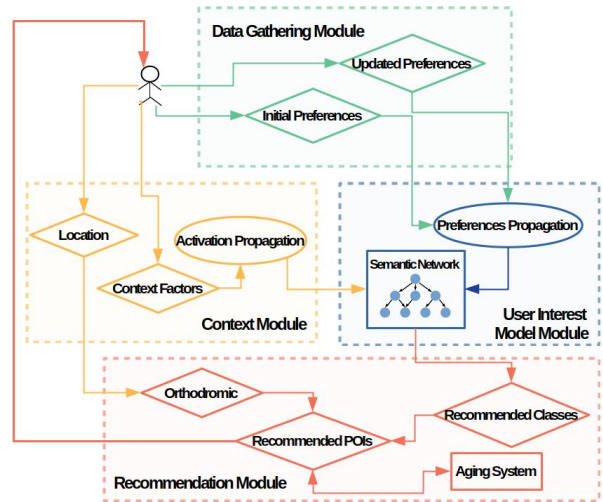 Data Gathering Module
Updated Preferences
Initial Preferences
Location
Activation Propagation
Context Factors
Context Module
Preferences Propagation
Semantic Network
User Interest
Model Module
Orthodromic
Recommended POIs
Recommended Classes
Aging System
Recommendation Module